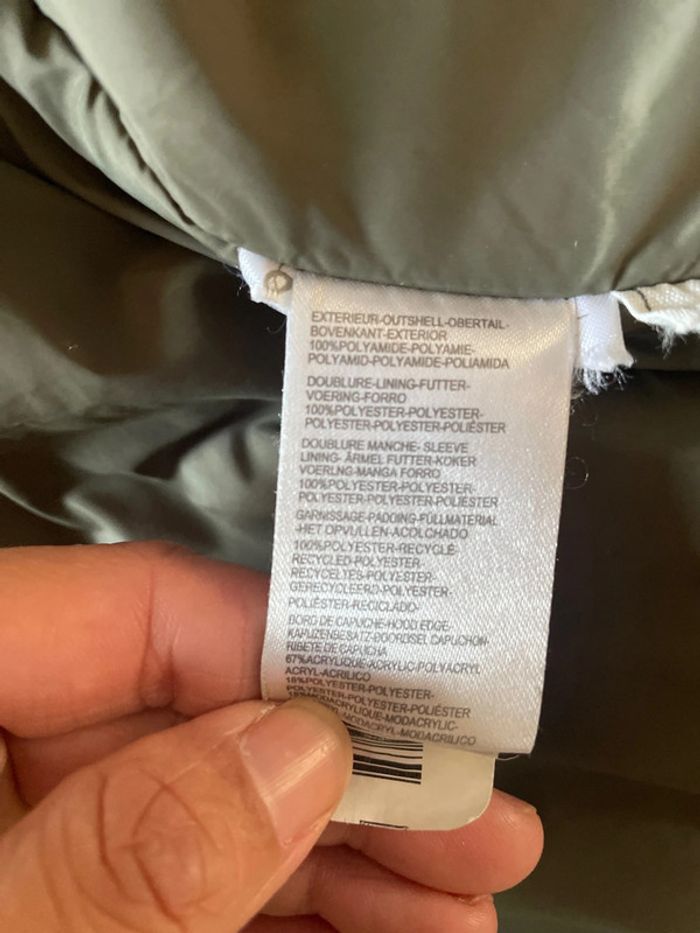 EXTERIEUR-OUTSHELL-OBERTAIL-
BOVENKANT-EXTERIOR
100%POLYAMIDE-POLYAMIE-
POLYAMID-POLYAMIDE-POLIAMIDA
DOUBLURE-LINING-FUTTER-
VOERING-FORRO
100%POLYESTER-POLYESTER-
POLYESTER-POLYESTER-POLIÉSTER
DOUBLURE MANCHE- SLEEVE
LINING- ÄRMEL FUTTER-KOKER
VOERLNG-MANGA FORRO
100%POLYESTER-POLYESTER-
POLYESTER-POLYESTER-POLIÉSTER
GARNISSAGE-PADDING-FÜLLMATERIAL
-HET OPVULLEN-ACOLCHADO
100%POLYESTER-RECYCLÉ-
RECYCLED-POLYESTER-
RECYCELTES-POLYESTER-
GERECYCLEERD-POLYESTER-
POLIÉSTER-RECICLADO-
BORD DE CAPUCHE-HOOD EDGE-
KAPUZENBESATZ-BOORDSEL CAPUCHON-
RIBETE DE CAPUCHA
67%ACRYLIQUE-ACRYLIC-POLYACRYL
ACRYL-ACRILICO
18%POLYESTER-POLYESTER-
POLYESTER-POLYESTER-POLIÉSTER
15%MODACRYLIQUE-MODACRYLIC-
-MODACRYL-MODACRILICO